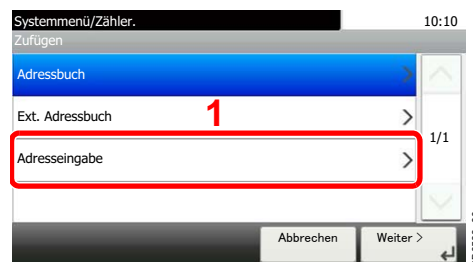 Systemmenü/Zähler. 10:10
Zufügen
Adressbuch
Ext. Adressbuch 1
1/1
Adresseingabe
Abbrechen Weiter >